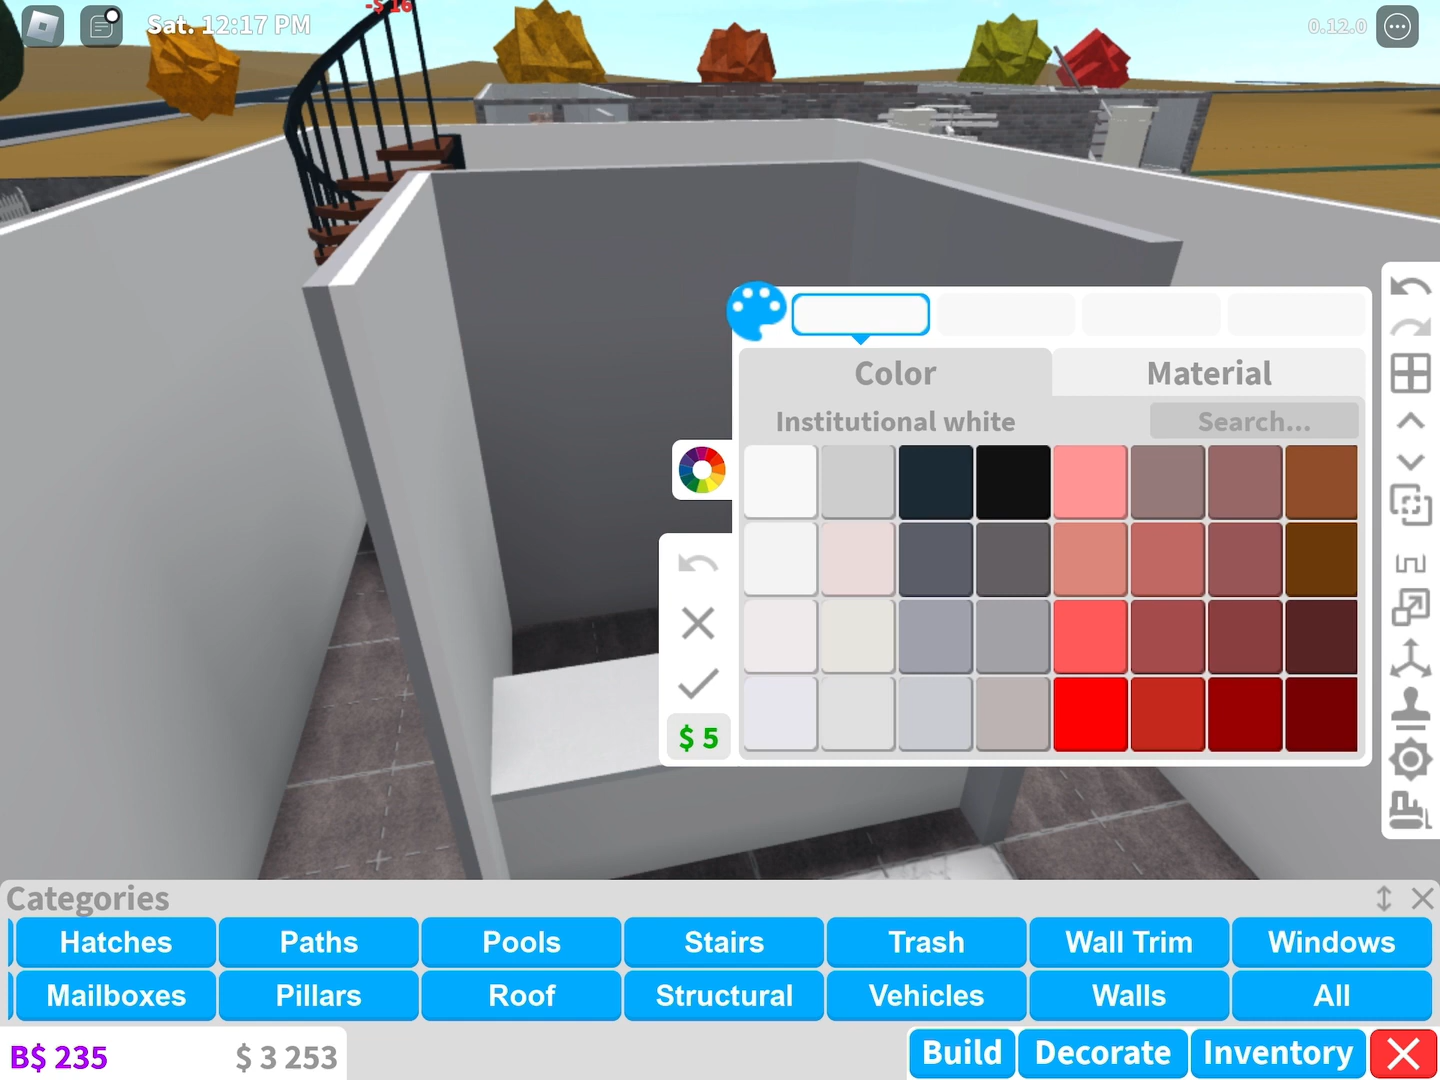 -$ 16
Sat. 12:17 PM
0.12.0
Color
Material
Institutional white
Search...
$ 5
Categories
Hatches
Paths
Pools
Stairs
Trash
Wall Trim
Windows
Mailboxes
Pillars
Roof
Structural
Vehicles
Walls
All
B$ 235
$ 3 253
Build
Decorate
Inventory